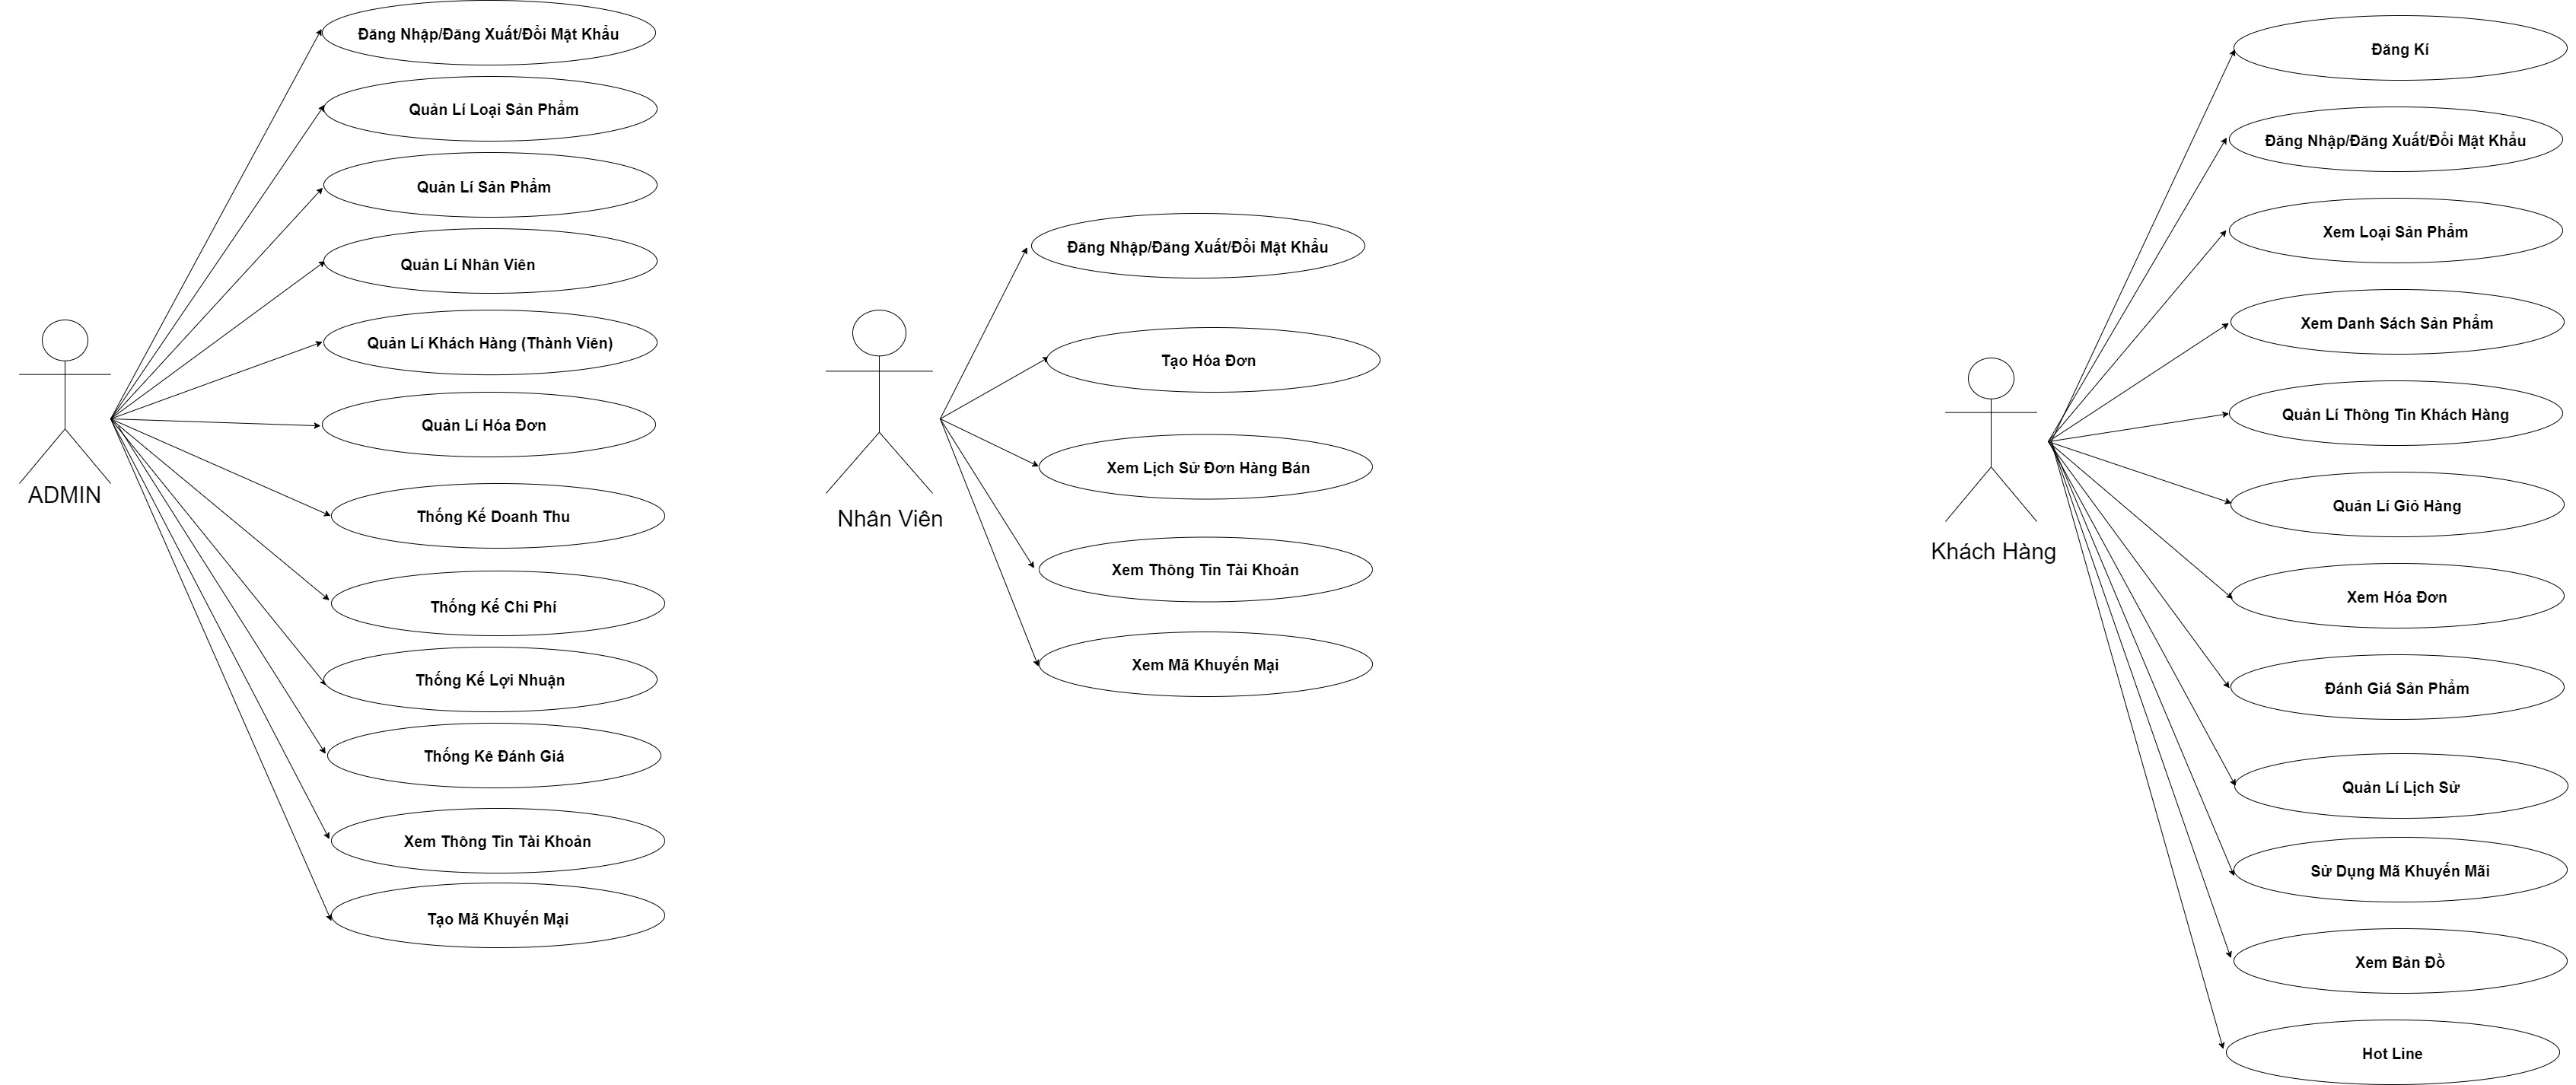 Đăng Nhập/Đăng Xuất/Đổi Mật Khẩu
Quản Lí Loại Sản Phẩm
Quản Lí Sản Phẩm
Quản Lí Nhân Viên
Quản Lí Khách Hàng (Thành Viên)
Quản Lí Hóa Đơn
ADMIN
Thống Kế Doanh Thu
Thống Kế Chi Phí
Thống Kế Lợi Nhuận
Thống Kê Đánh Giá
Xem Thông Tin Tài Khoản
Tạo Mã Khuyến Mại
Đăng Nhập/Đăng Xuất/Đổi Mật Khẩu
Tạo Hóa Đơn
Xem Lịch Sử Đơn Hàng Bán
Nhân Viên
Xem Thông Tin Tài Khoản
Xem Mã Khuyến Mại
Đăng Kí
Đăng Nhập/Đăng Xuất/Đổi Mật Khẩu
Xem Loại Sản Phẩm
Xem Danh Sách Sản Phẩm
Quản Lí Thông Tin Khách Hàng
Quản Lí Giỏ Hàng
Khách Hàng
Xem Hóa Đơn
Đánh Giá Sản Phẩm
Quản Lí Lịch Sử
Sử Dụng Mã Khuyến Mãi
Xem Bản Đồ
Hot Line